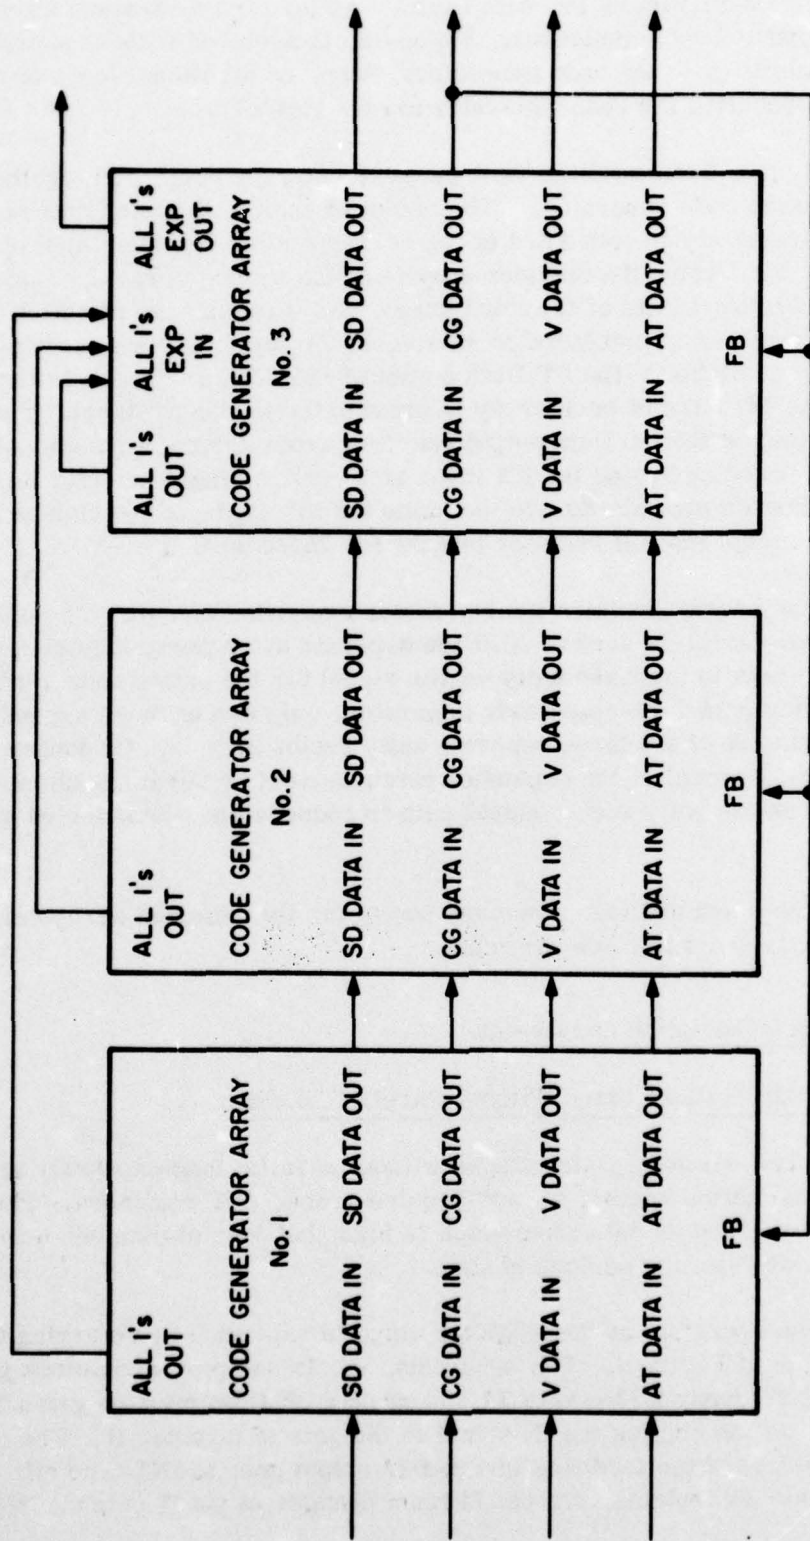 ALL 1's
OUT
CODE GENERATOR ARRAY
No. 1
SD DATA IN SD DATA OUT
CG DATA IN CG DATA OUT
V DATA IN V DATA OUT
AT DATA IN AT DATA OUT
FB
ALL 1's
OUT
CODE GENERATOR ARRAY
No. 2
SD DATA IN SD DATA OUT
CG DATA IN CG DATA OUT
V DATA IN V DATA OUT
AT DATA IN AT DATA OUT
FB
ALL 1's ALL 1's ALL 1's
OUT EXP EXP
IN OUT
CODE GENERATOR ARRAY
No. 3
SD DATA IN SD DATA OUT
CG DATA IN CG DATA OUT
V DATA IN V DATA OUT
AT DATA IN AT DATA OUT
FB